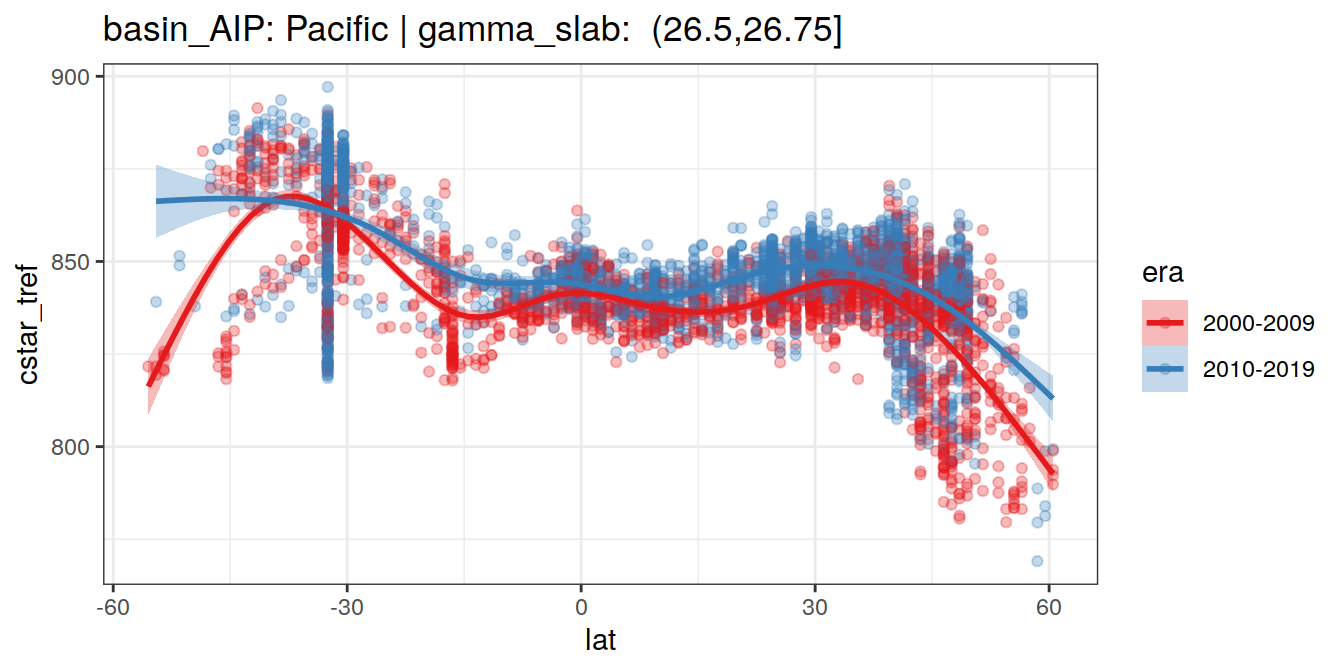 basin_AIP: Pacific | gamma_slab:  (26.5,26.75]
900
850
800
cstar_tref
-60
-30
0
30
60
lat
era
2000-2009
2010-2019